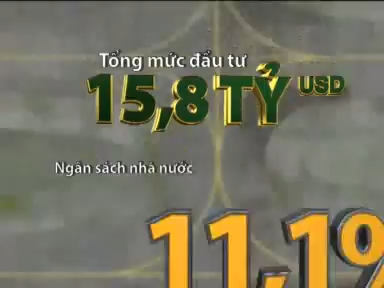 Tổng mức đầu tư
15,8 TỶ USD
Ngân sách nhà nước
11,1%